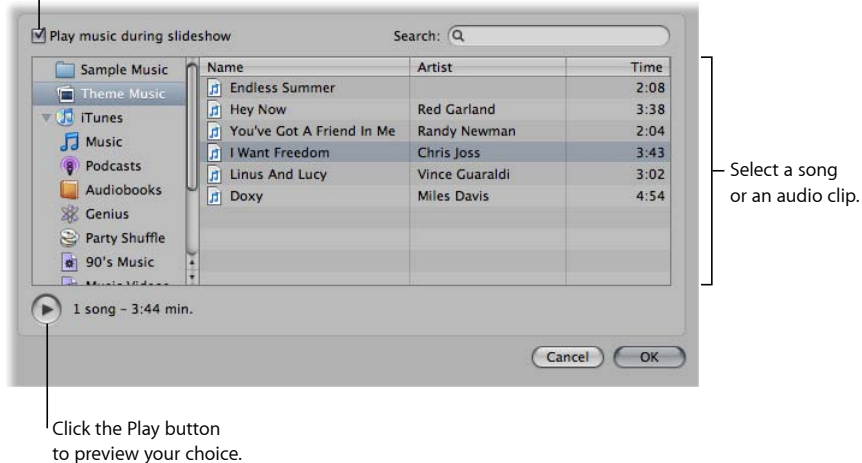 Play music during slideshow
Search:
Sample Music
Theme Music
iTunes
Music
Podcasts
Audiobooks
Genius
Party Shuffle
90's Music
Music Videos
Name Artist Time
Endless Summer 2:08
Hey Now Red Garland 3:38
You've Got A Friend In Me Randy Newman 2:04
I Want Freedom Chris Joss 3:43
Linus And Lucy Vince Guaraldi 3:02
Doxy Miles Davis 4:54
Select a song
or an audio clip.
1 song – 3:44 min.
Cancel OK
Click the Play button
to preview your choice.